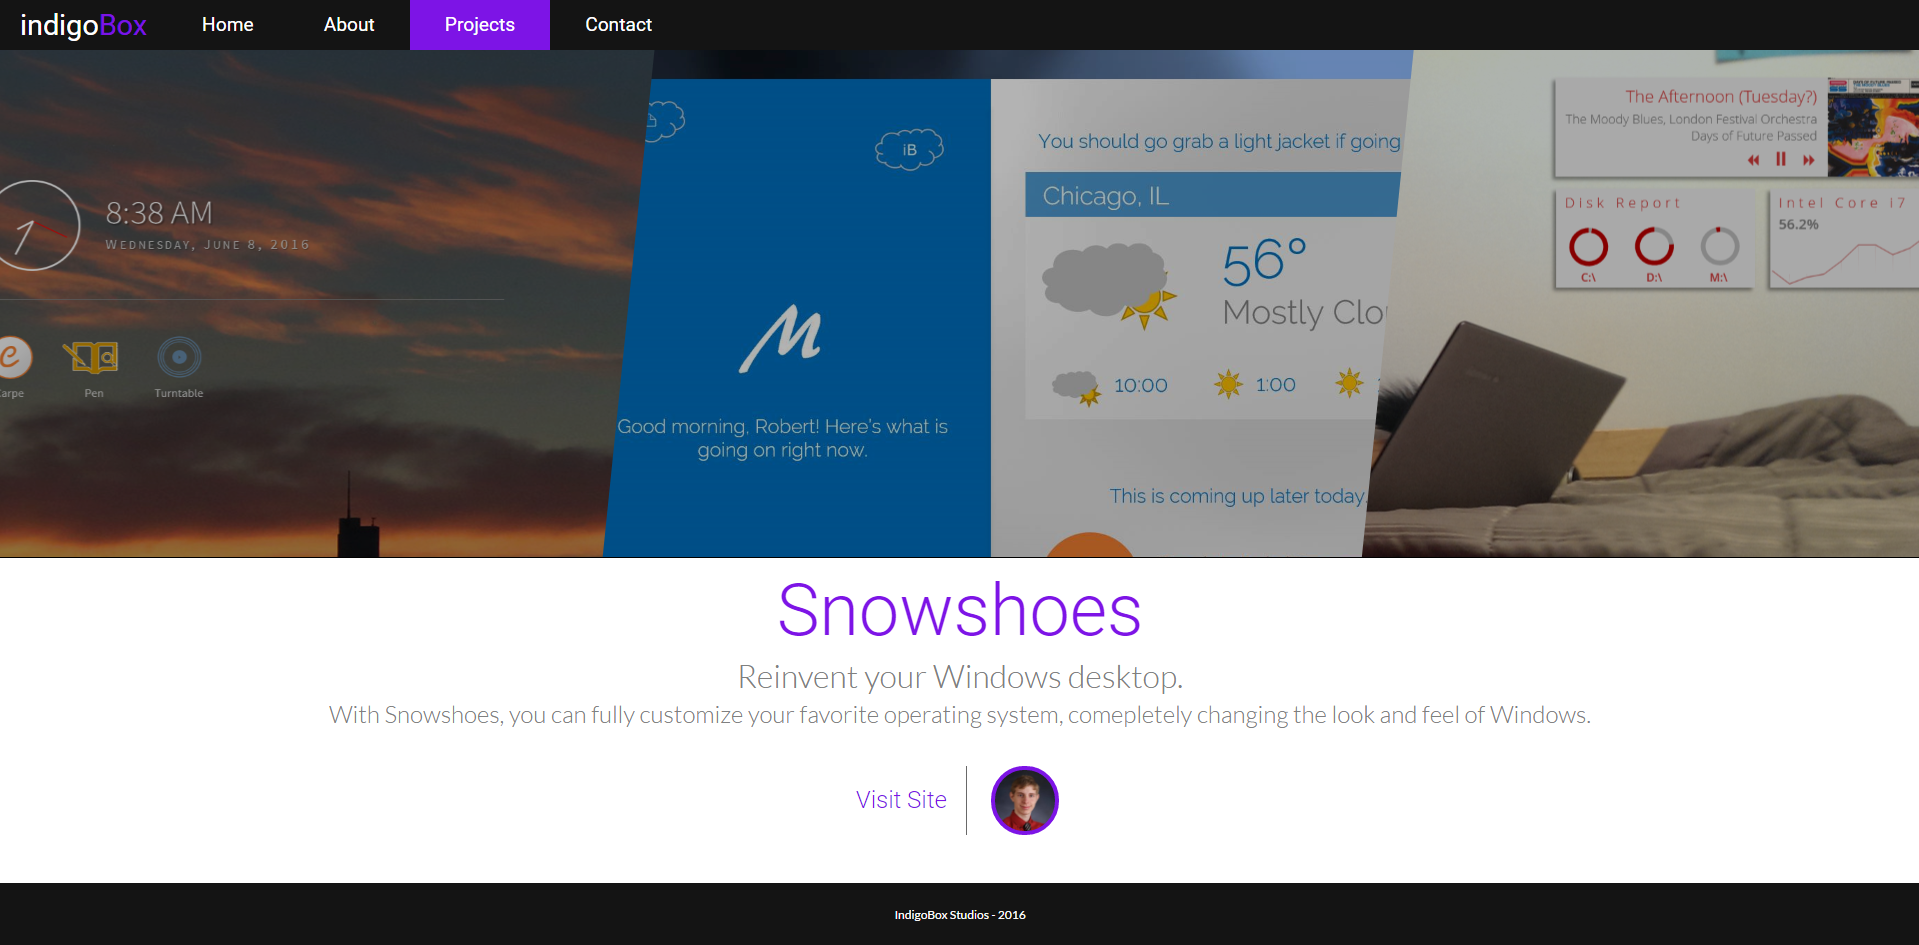 indigoBox
Home
About
Projects
Contact
8:38 AM
Wednesday, June 8, 2016
Pen
Turntable
iB
Good morning, Robert! Here's what is
going on right now.
You should go grab a light jacket if going
Chicago, IL
56°
Mostly Clo
10:00
1:00
This is coming up later today.
The Afternoon (Tuesday?)
The Moody Blues, London Festival Orchestra
Days of Future Passed
Disk Report
C:\
D:\
M:\
Intel Core i7
56.2%
Snowshoes
Reinvent your Windows desktop.
With Snowshoes, you can fully customize your favorite operating system, comepletely changing the look and feel of Windows.
Visit Site
IndigoBox Studios - 2016